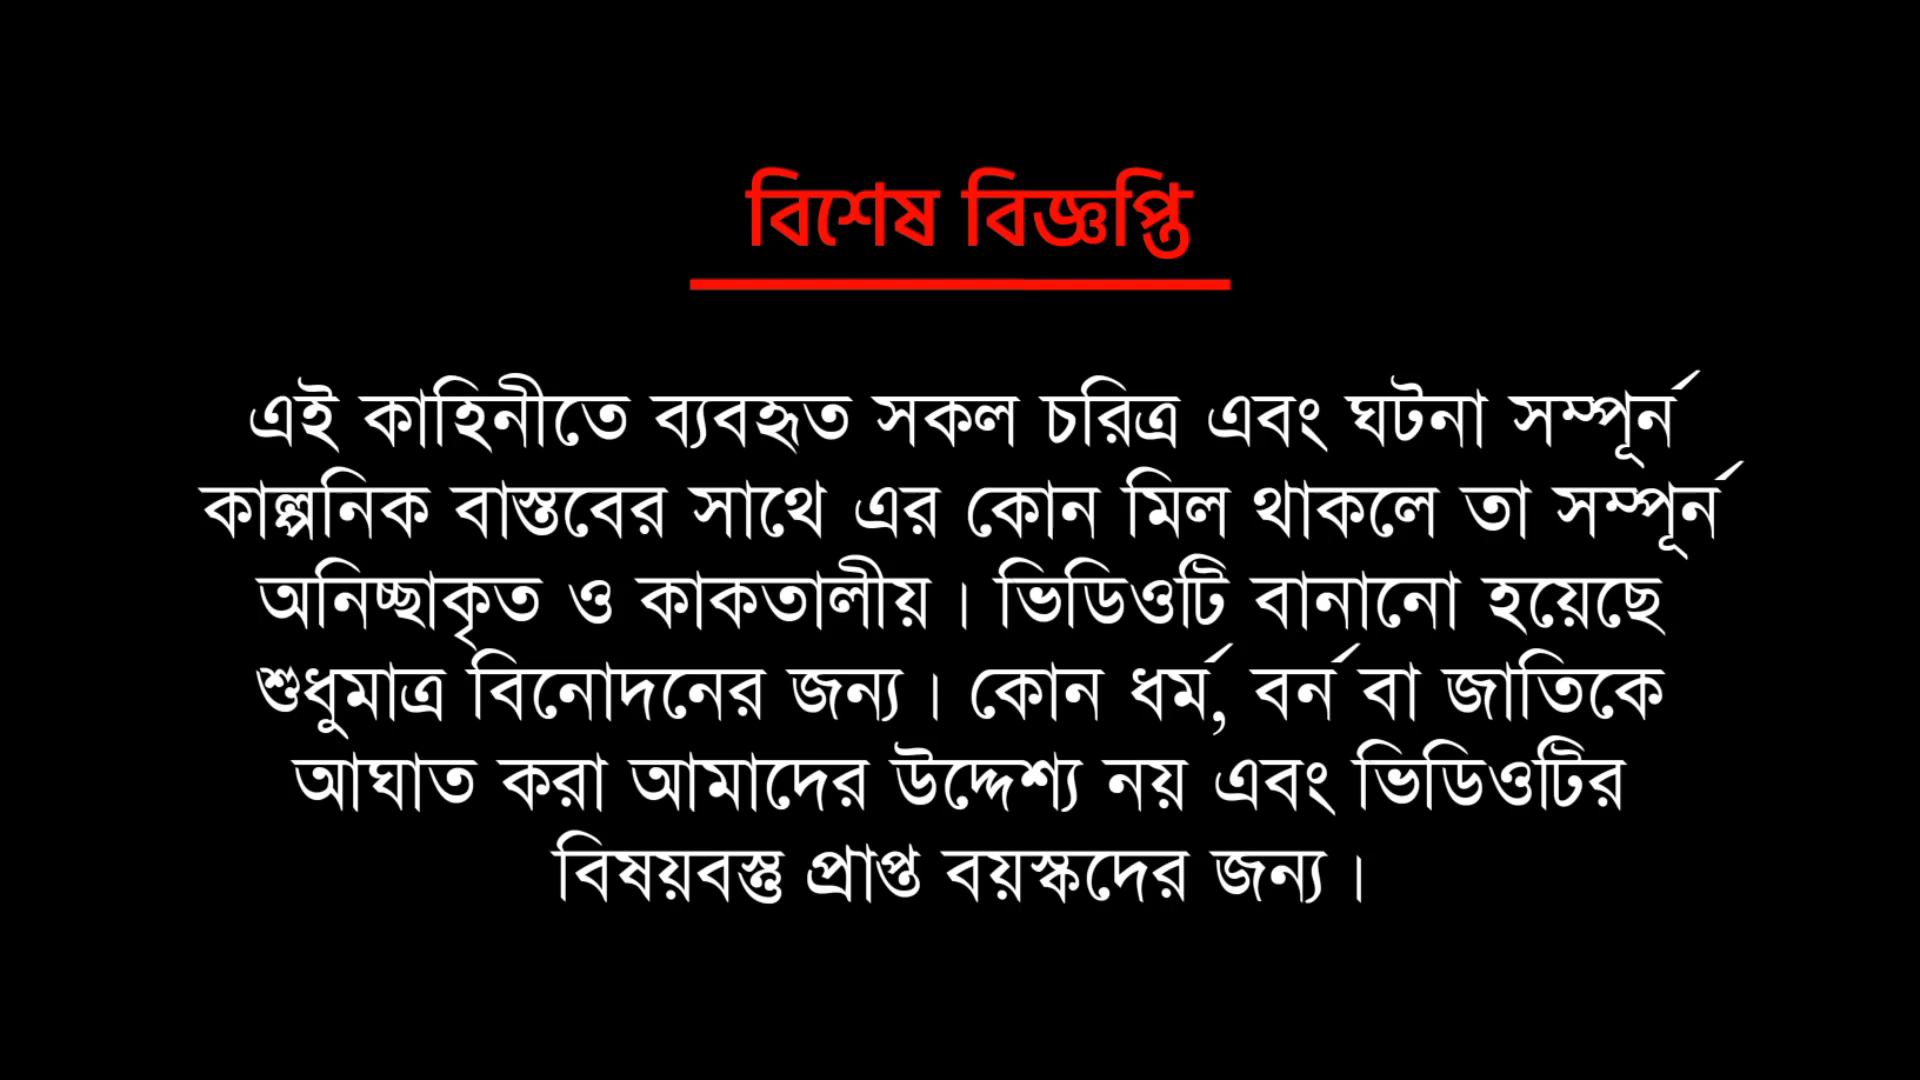 বিশেষ বিজ্ঞপ্তি
এই কাহিনীতে ব্যবহৃত সকল চরিত্র এবং ঘটনা সম্পূর্ন
কাল্পনিক বাস্তবের সাথে এর কোন মিল থাকলে তা সম্পূর্ন
অনিচ্ছাকৃত ও কাকতালীয়। ভিডিওটি বানানো হয়েছে
শুধুমাত্র বিনোদনের জন্য। কোন ধর্ম, বর্ন বা জাতিকে
আঘাত করা আমাদের উদ্দেশ্য নয় এবং ভিডিওটির
বিষয়বস্তু প্রাপ্ত বয়স্কদের জন্য।